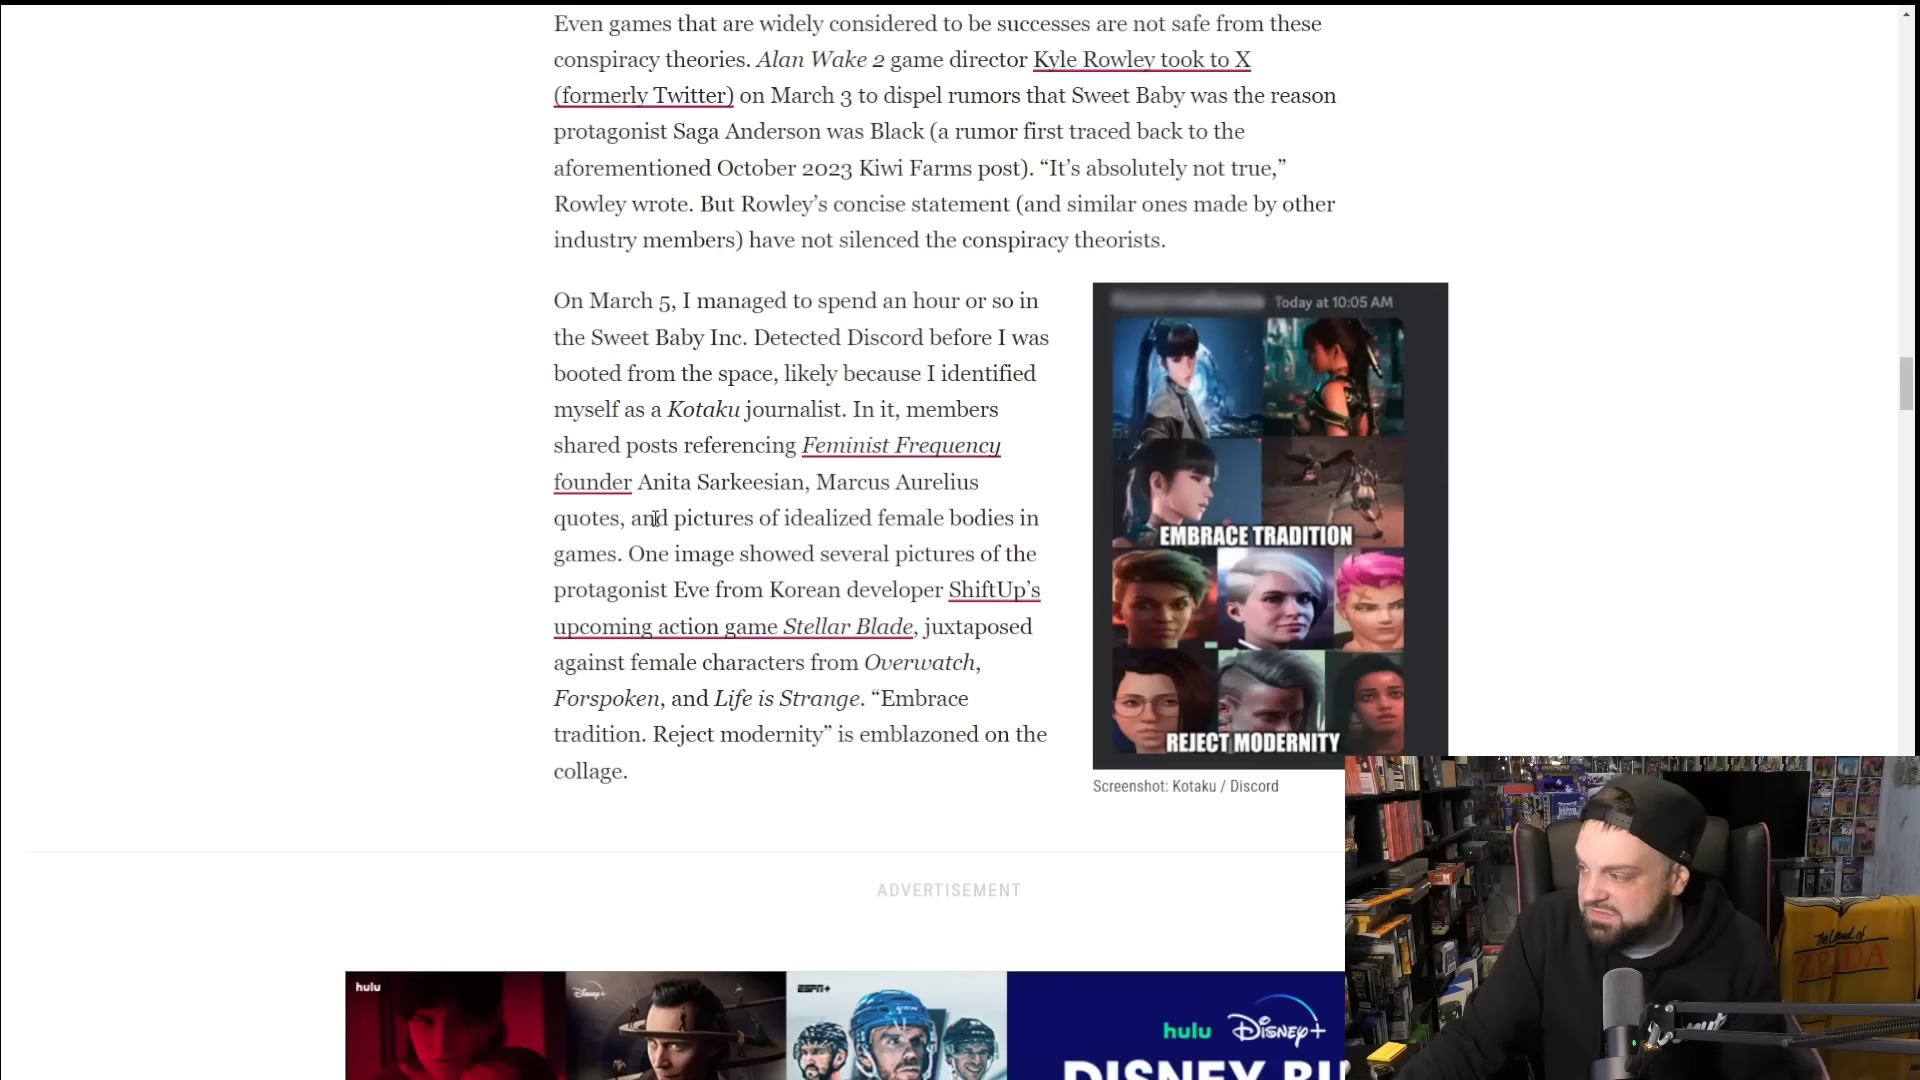 Even games that are widely considered to be successes are not safe from these
conspiracy theories. Alan Wake 2 game director Kyle Rowley took to X
(formerly Twitter) on March 3 to dispel rumors that Sweet Baby was the reason
protagonist Saga Anderson was Black (a rumor first traced back to the
aforementioned October 2023 Kiwi Farms post). “It’s absolutely not true,”
Rowley wrote. But Rowley’s concise statement (and similar ones made by other
industry members) have not silenced the conspiracy theorists.
On March 5, I managed to spend an hour or so in
the Sweet Baby Inc. Detected Discord before I was
booted from the space, likely because I identified
myself as a Kotaku journalist. In it, members
shared posts referencing Feminist Frequency
founder Anita Sarkeesian, Marcus Aurelius
quotes, and pictures of idealized female bodies in
games. One image showed several pictures of the
protagonist Eve from Korean developer ShiftUp’s
upcoming action game Stellar Blade, juxtaposed
against female characters from Overwatch,
Forspoken, and Life is Strange. “Embrace
tradition. Reject modernity” is emblazoned on the
collage.
Today at 10:05 AM
EMBRACE TRADITION
REJECT MODERNITY
Screenshot: Kotaku / Discord
ADVERTISEMENT
hulu
Disney+
ESPN+
hulu Disney+
The Legend of
ZELDA